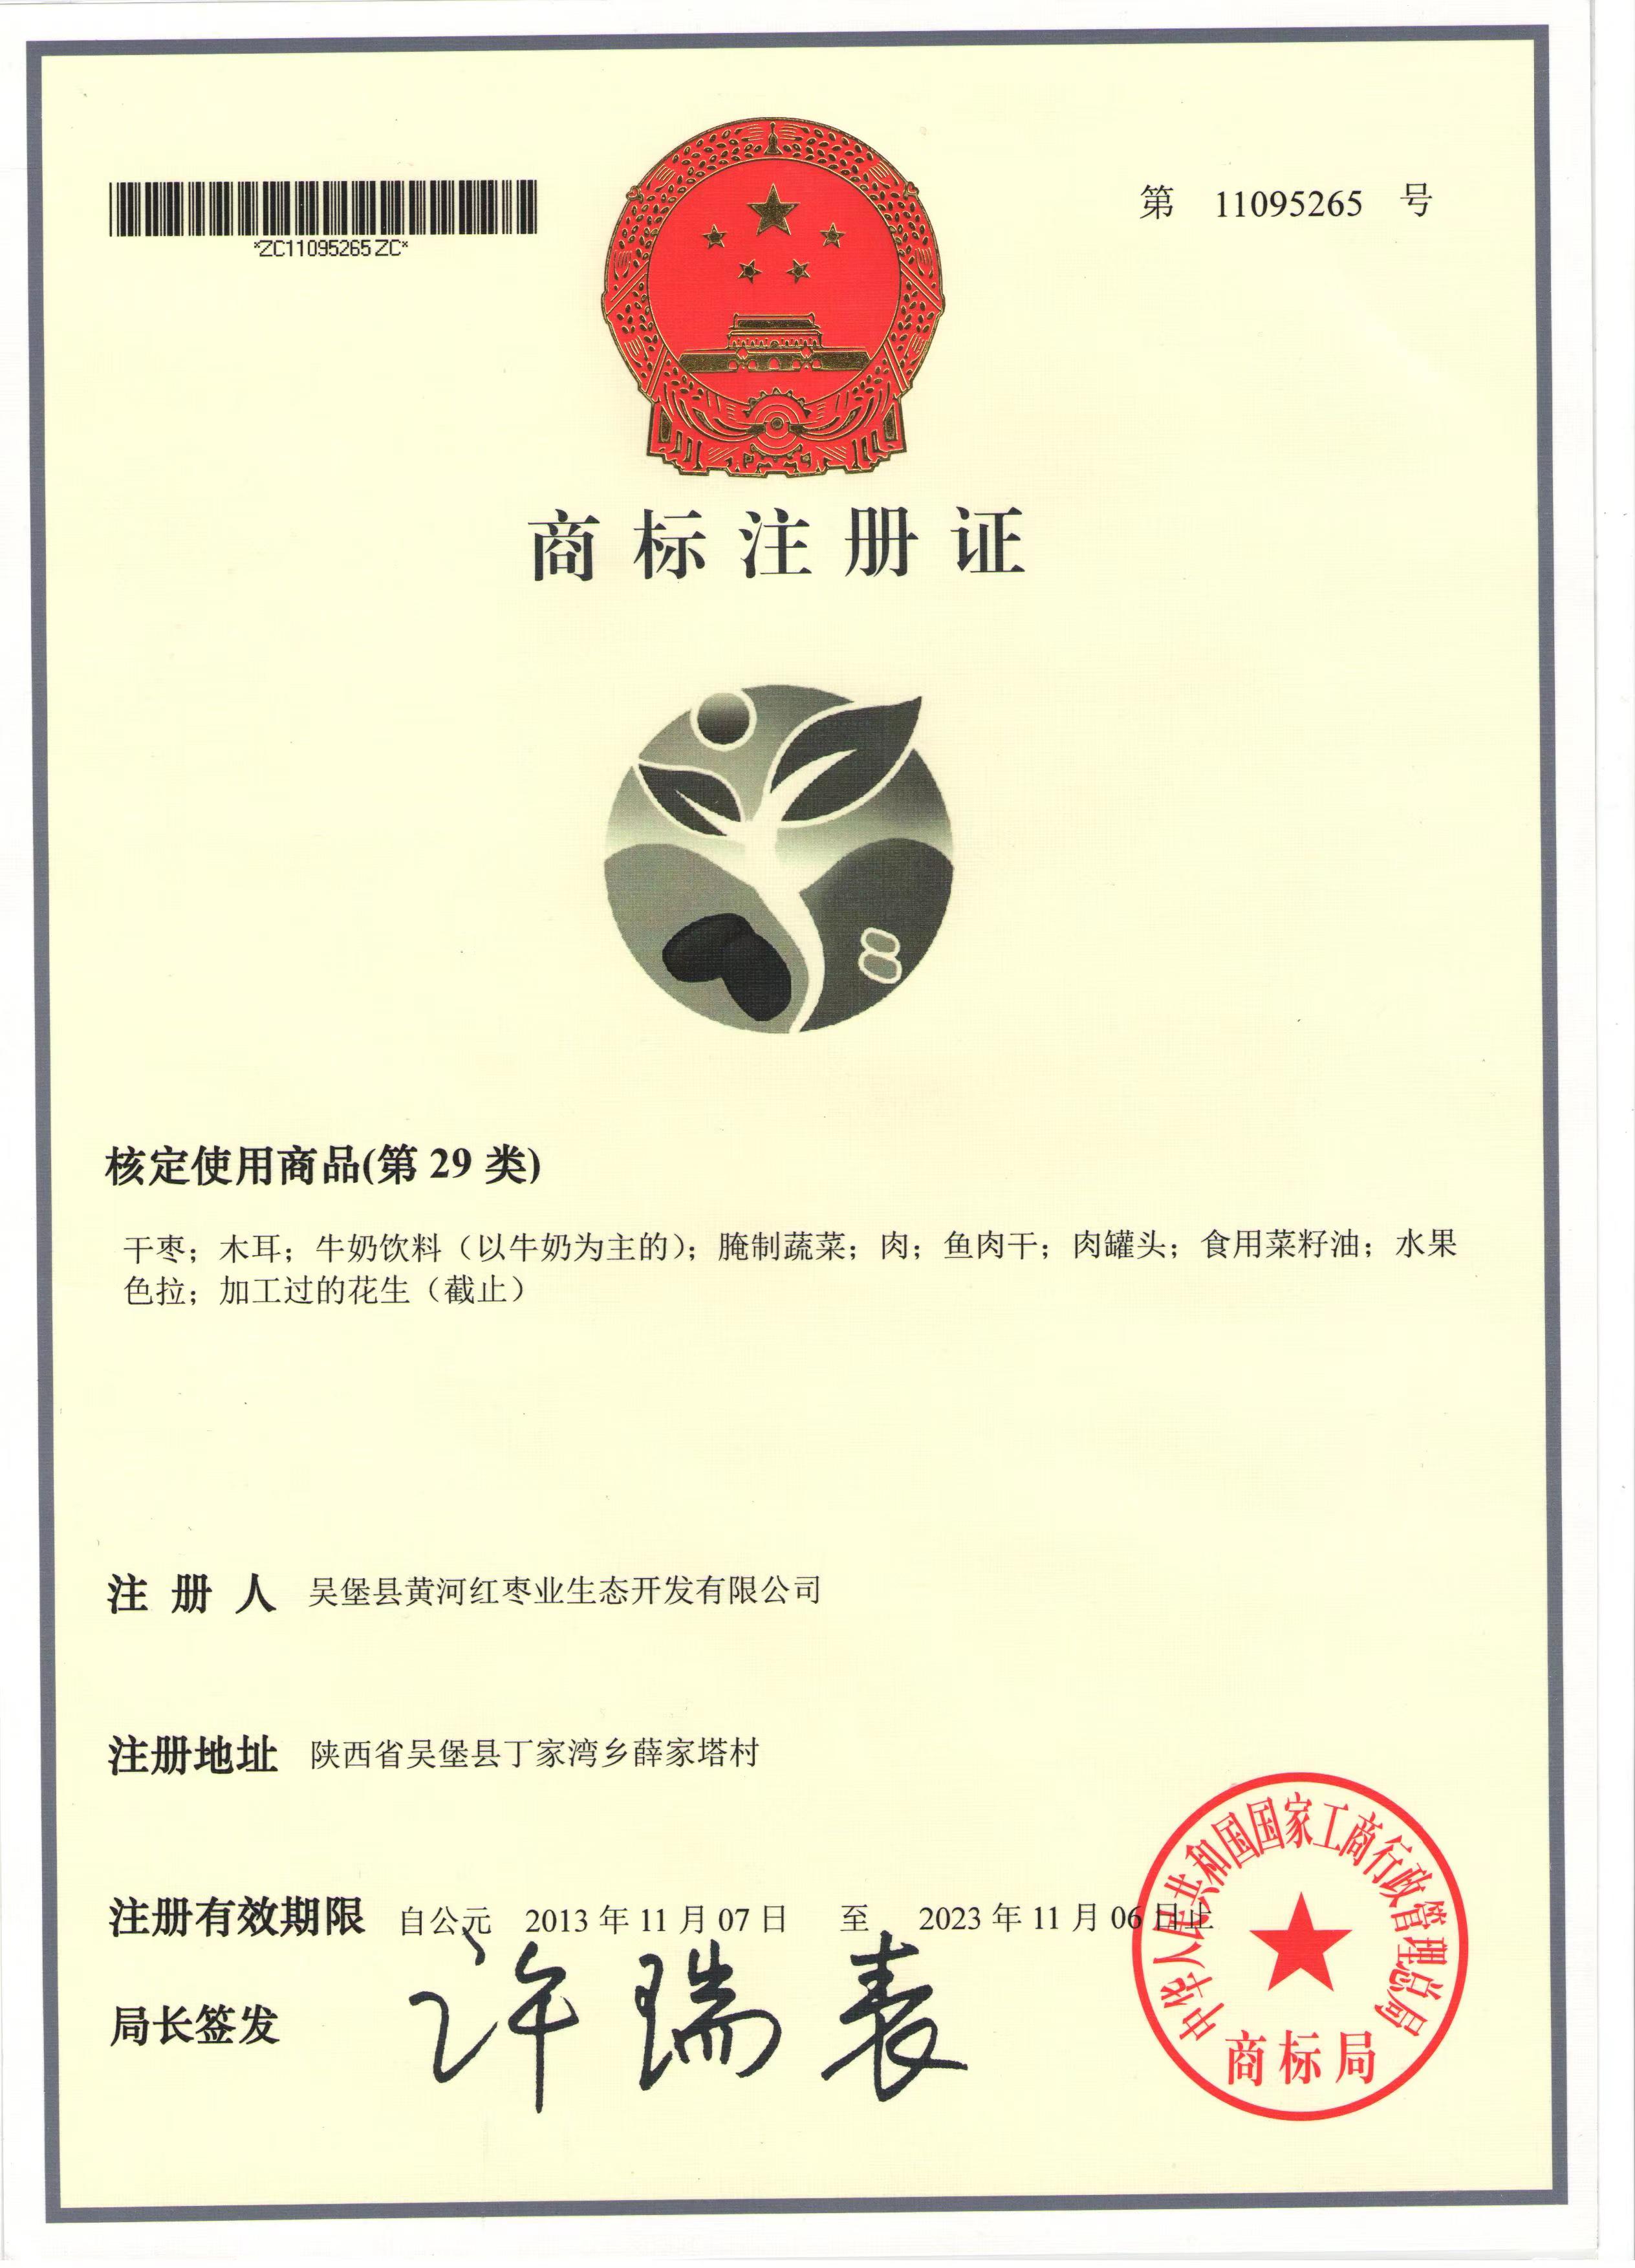 *ZC11095265ZC*
第 11095265 号
商标注册证
核定使用商品(第 29 类)
干枣；木耳；牛奶饮料（以牛奶为主的）；腌制蔬菜；肉；鱼肉干；肉罐头；食用菜籽油；水果
色拉；加工过的花生（截止）
注 册 人 吴堡县黄河红枣业生态开发有限公司
注册地址 陕西省吴堡县丁家湾乡薛家塔村
注册有效期限 自公元 2013 年 11 月 07 日 至 2023 年 11 月 06 日止
局长签发 许瑞表
中华人民共和国国家工商行政管理总局
商标局